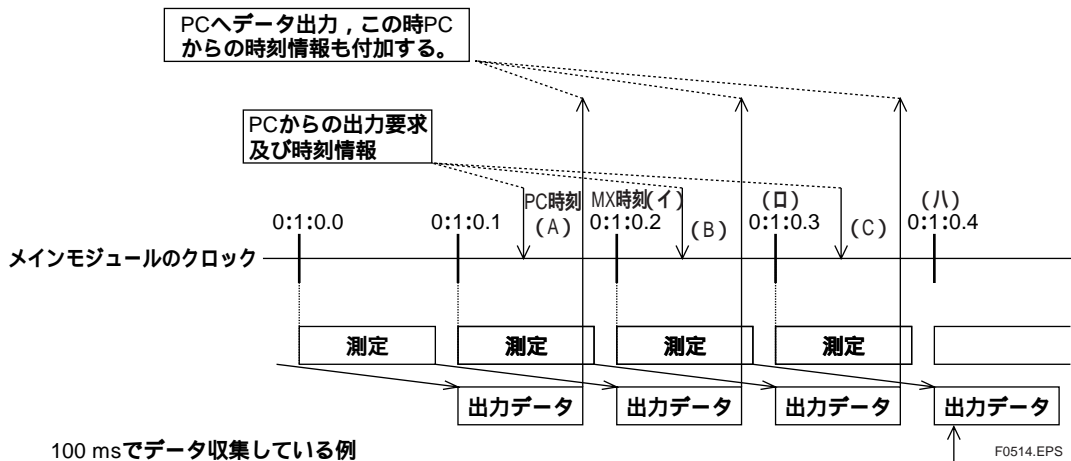 PCへデータ出力，この時PC
からの時刻情報も付加する。
PCからの出力要求
及び時刻情報
PC時刻 MX時刻(イ) (ロ) (ハ)
0:1:0.0 0:1:0.1 (A) 0:1:0.2 (B) 0:1:0.3 (C) 0:1:0.4
メインモジュールのクロック
測定 測定 測定 測定
出力データ 出力データ 出力データ 出力データ
100 msでデータ収集している例 F0514.EPS